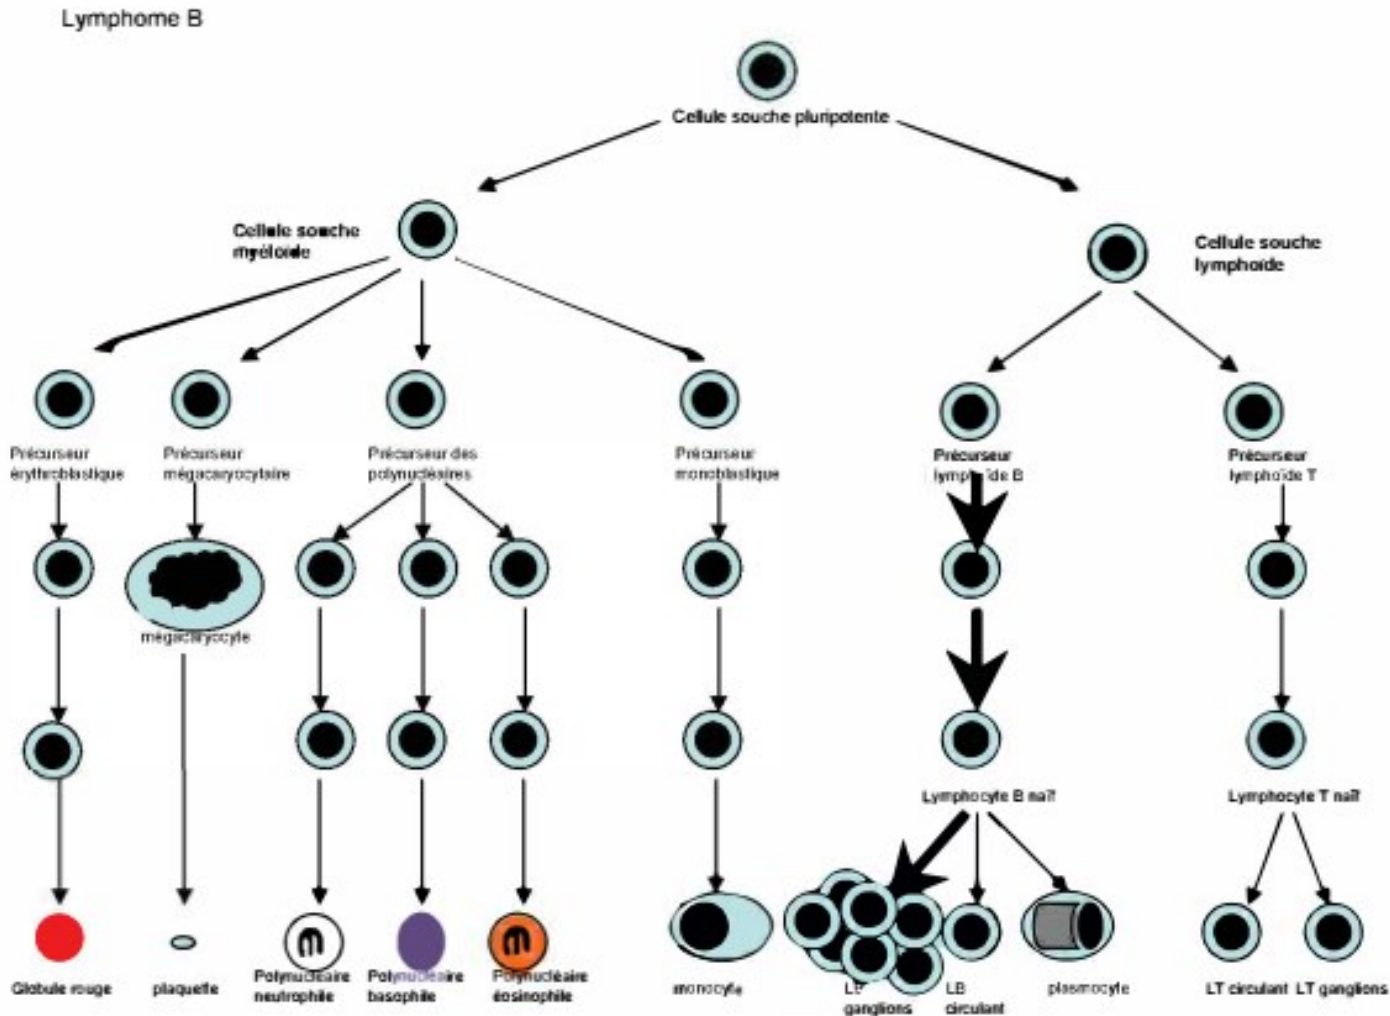 Lymphome B
Cellule souche pluripotente
Cellule souche
myéloïde
Cellule souche
lymphoïde
Précurseur
érythroblastique
Précurseur
mégacaryocytaire
Précurseur des
polynucléaires
Précurseur
monoblastique
Précurseur
lymphoïde B
Précurseur
lymphoïde T
mégacaryocyte
Lymphocyte B naïf
Lymphocyte T naïf
Globule rouge
plaquette
Polynucléaire
neutrophile
Polynucléaire
basophile
Polynucléaire
éosinophile
monocyte
LB
ganglions
LB
circulant
plasmocyte
LT circulant
LT ganglions